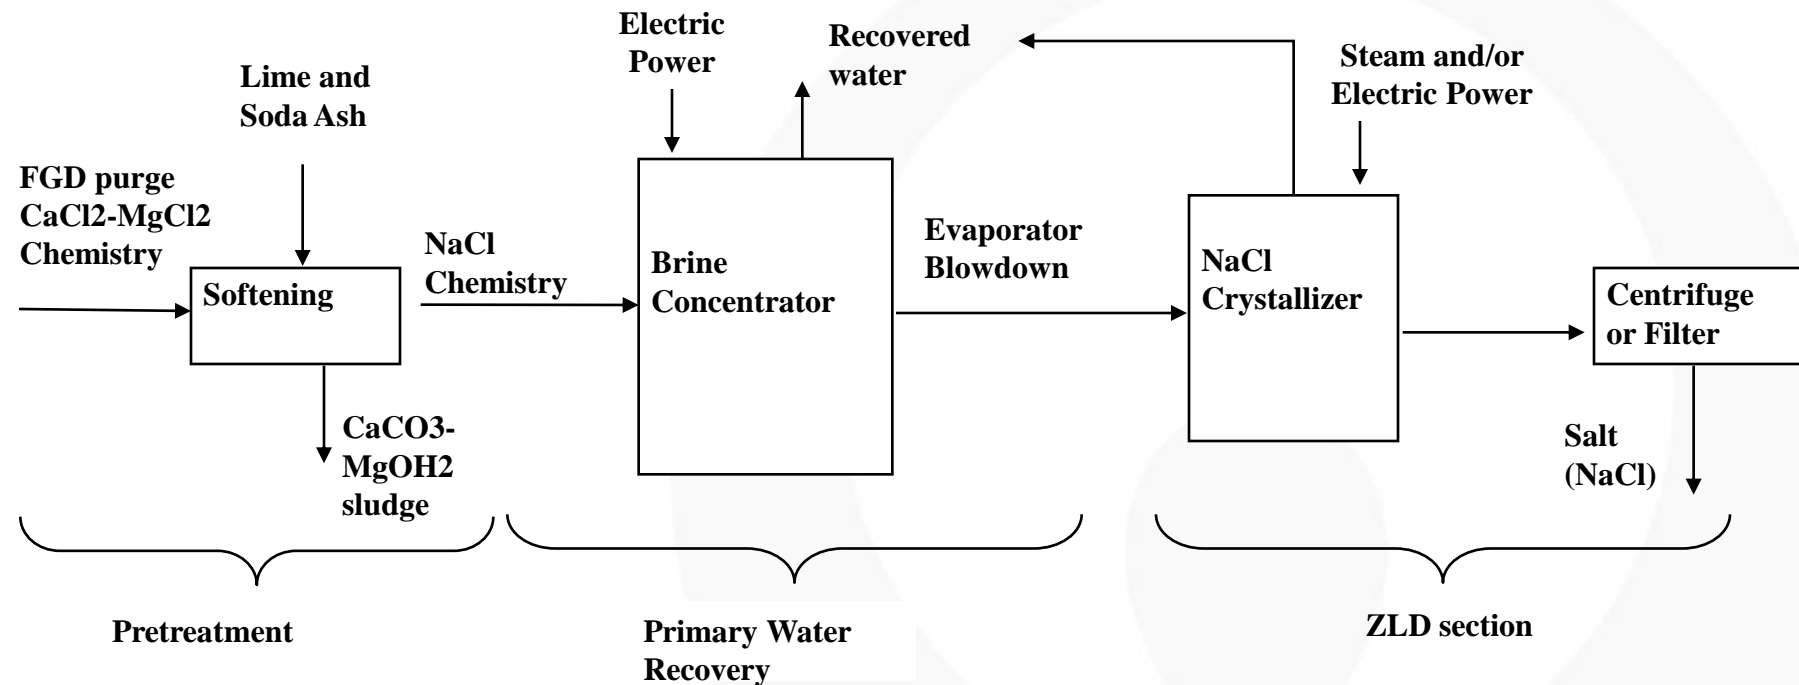 Electric
Power
Recovered
water
Steam and/or
Electric Power
Lime and
Soda Ash
FGD purge
CaCl2-MgCl2
Chemistry
NaCl
Chemistry
Evaporator
Blowdown
Softening
Brine
Concentrator
NaCl
Crystallizer
Centrifuge
or Filter
CaCO3-
MgOH2
sludge
Salt
(NaCl)
Pretreatment
Primary Water
Recovery
ZLD section